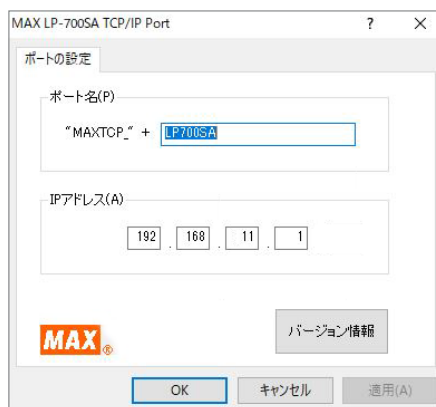 MAX LP-700SA TCP/IP Port ? ×
ポートの設定
ポート名(P)
"MAXTCP_" + LP700SA
IPアドレス(A)
192 . 168 . 11 . 1
バージョン情報
MAX®
OK キャンセル 適用(A)